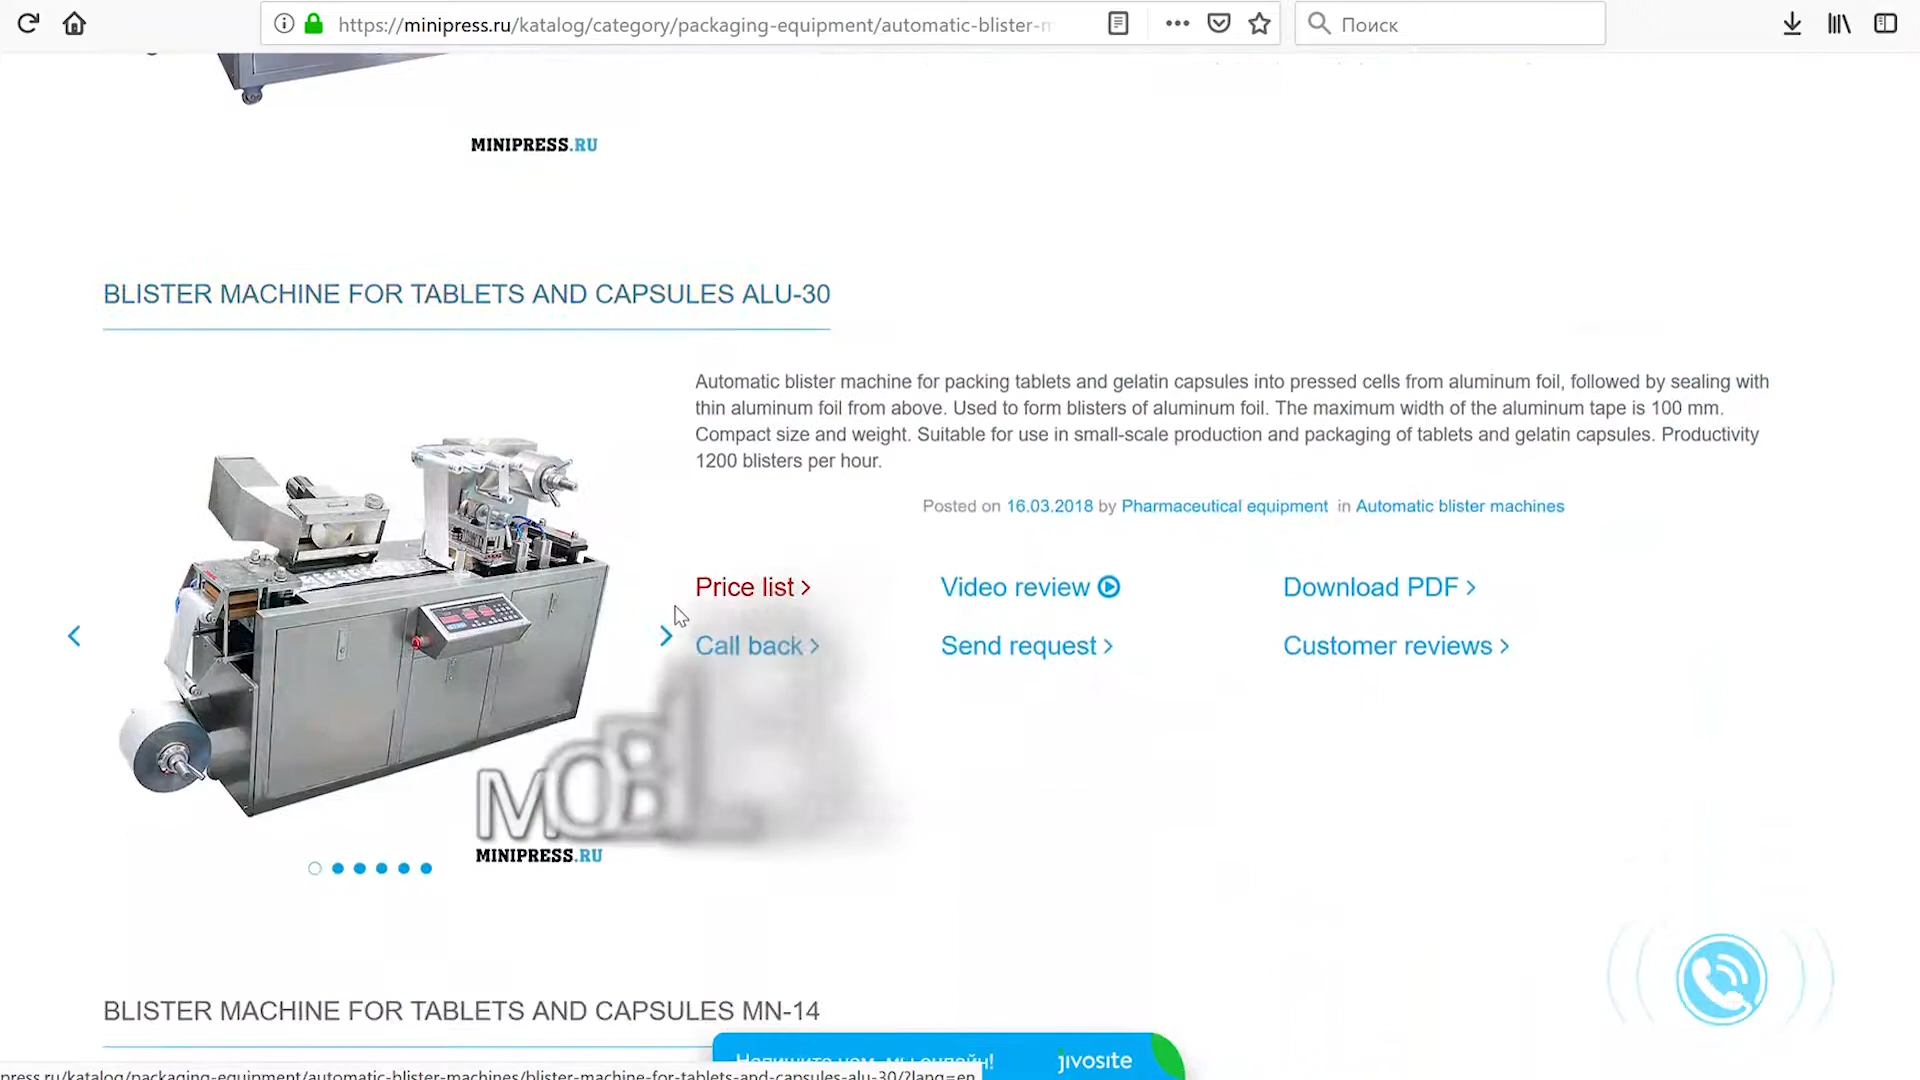 https://minipress.ru/katalog/category/packaging-equipment/automatic-blister-m
Поиск
MINIPRESS.RU
BLISTER MACHINE FOR TABLETS AND CAPSULES ALU-30
Automatic blister machine for packing tablets and gelatin capsules into pressed cells from aluminum foil, followed by sealing with
thin aluminum foil from above. Used to form blisters of aluminum foil. The maximum width of the aluminum tape is 100 mm.
Compact size and weight. Suitable for use in small-scale production and packaging of tablets and gelatin capsules. Productivity
1200 blisters per hour.
Posted on 16.03.2018 by Pharmaceutical equipment in Automatic blister machines
Price list >
Video review
Download PDF >
Call back >
Send request >
Customer reviews >
MOBIL
MINIPRESS.RU
BLISTER MACHINE FOR TABLETS AND CAPSULES MN-14
Напишите нам, мы онлайн!
jivosite
press.ru/katalog/packaging-equipment/automatic-blister-machines/blister-machine-for-tablets-and-capsules-alu-30/?lang=en